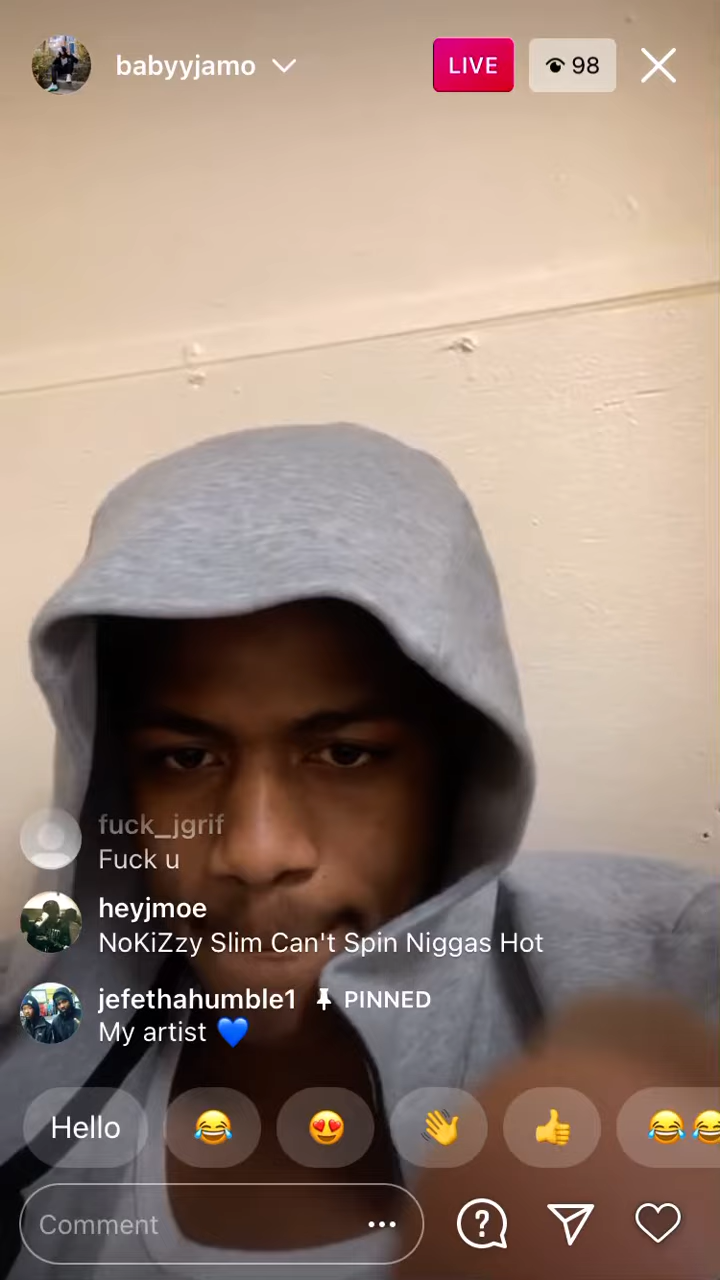 babyyjamo
LIVE
98
fuck_jgrif
Fuck u
heyjmoe
NoKiZzy Slim Can't Spin Niggas Hot
jefethahumble1 PINNED
My artist 💙
Hello 😂 😍 👋 👍 😂😂
Comment